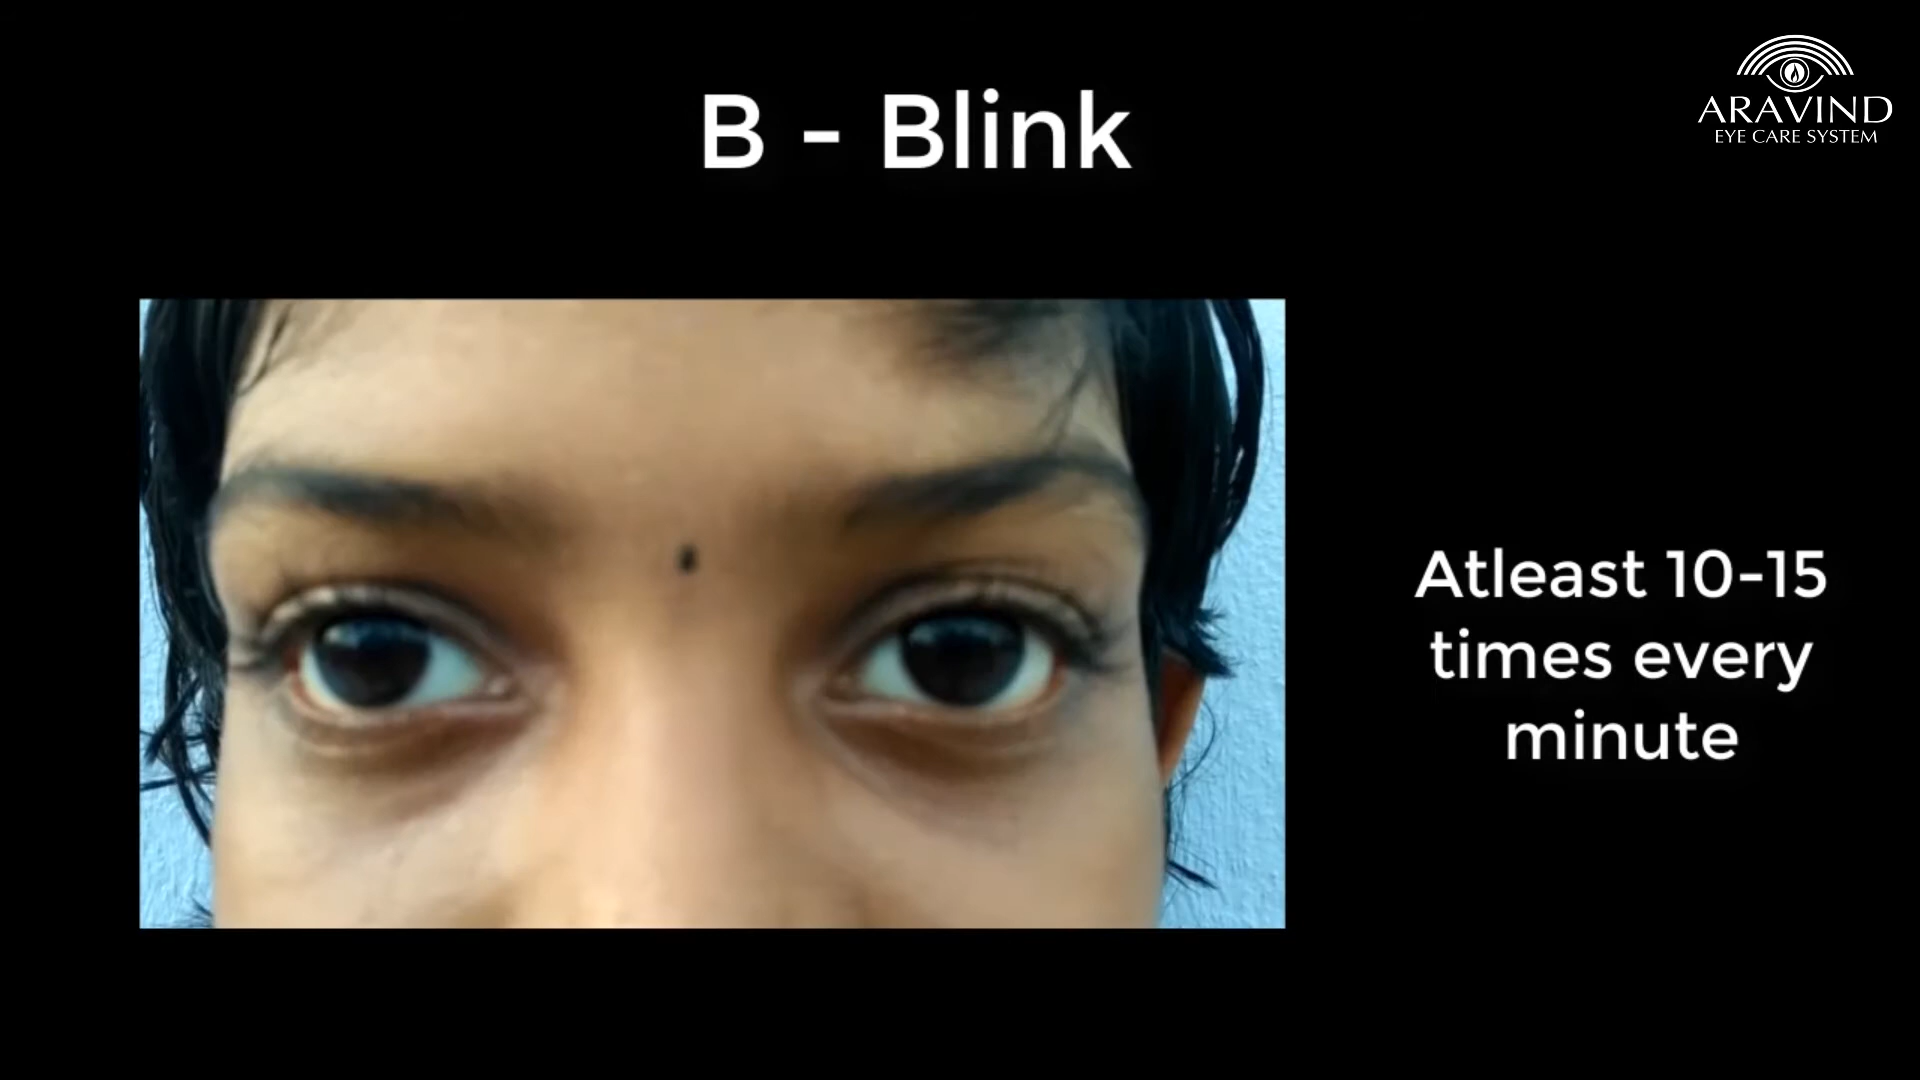 B - Blink
ARAVIND
EYE CARE SYSTEM
Atleast 10-15
times every
minute